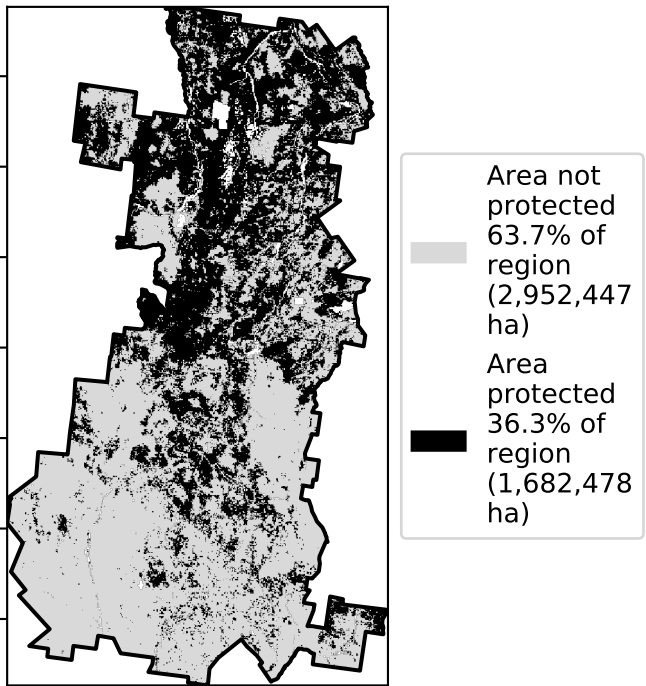 Area not
protected
63.7% of
region
(2,952,447
ha)
Area
protected
36.3% of
region
(1,682,478
ha)